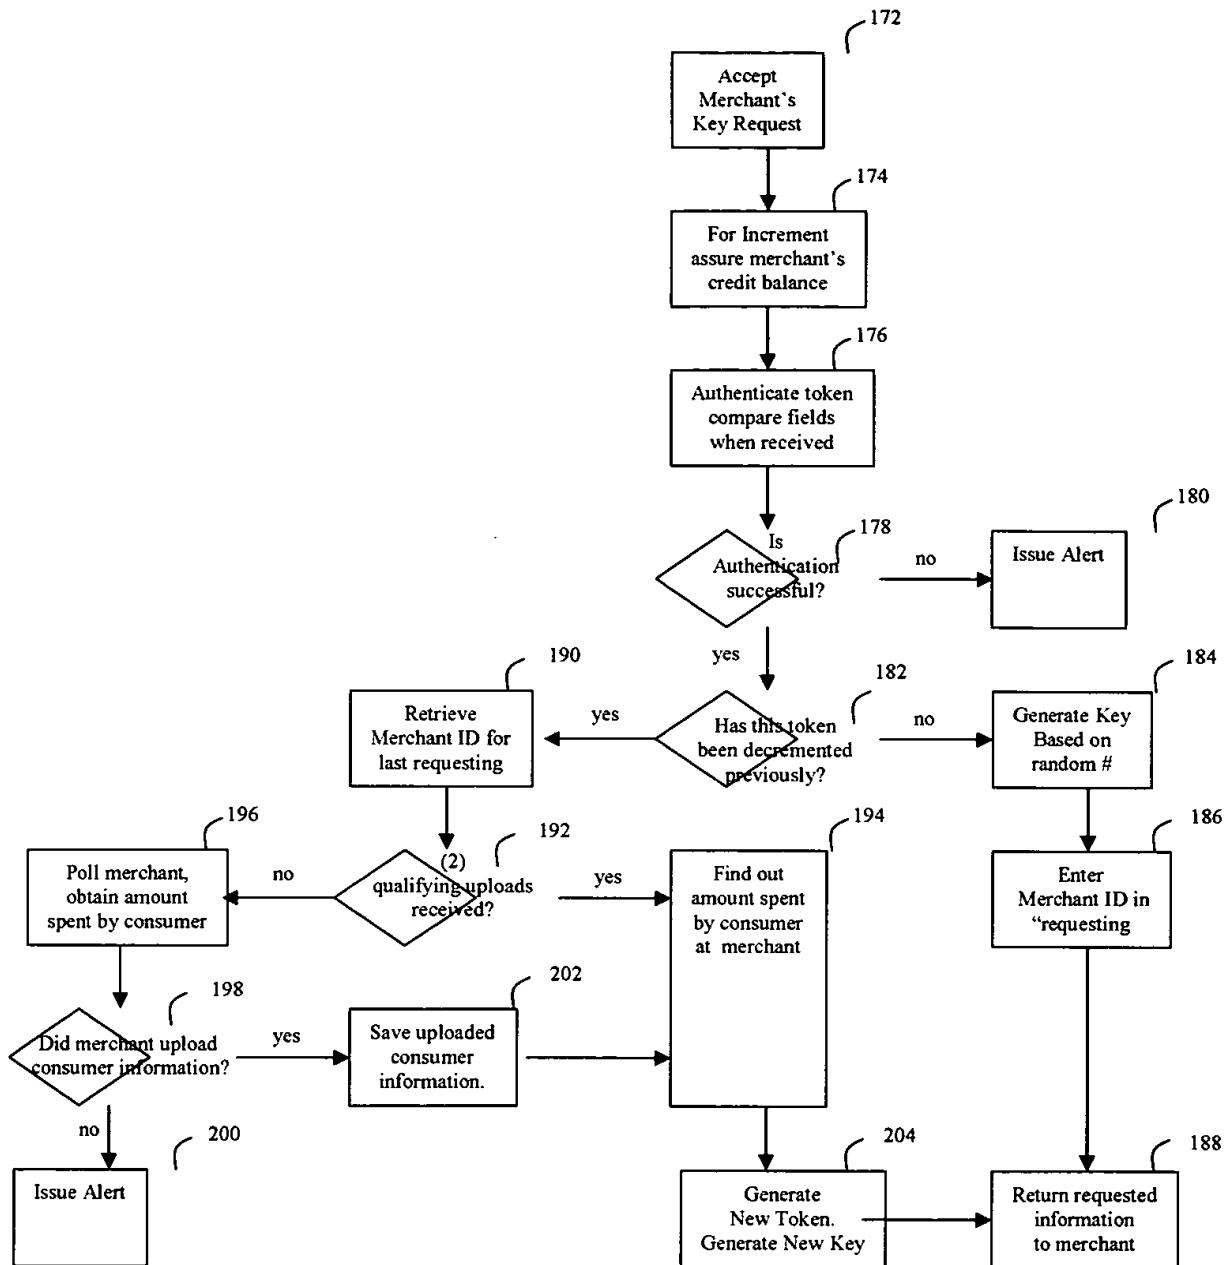 172
Accept
Merchant's
Key Request
174
For Increment
assure merchant's
credit balance
176
Authenticate token
compare fields
when received
178
Is
Authentication
successful?
no
180
Issue Alert
yes
190
Retrieve
Merchant ID for
last requesting
yes
182
Has this token
been decremented
previously?
no
184
Generate Key
Based on
random #
196
Poll merchant,
obtain amount
spent by consumer
no
192
(2)
qualifying uploads
received?
yes
194
Find out
amount spent
by consumer
at merchant
186
Enter
Merchant ID in
“requesting
198
Did merchant upload
consumer information?
yes
202
Save uploaded
consumer
information.
no
200
Issue Alert
204
Generate
New Token.
Generate New Key
188
Return requested
information
to merchant